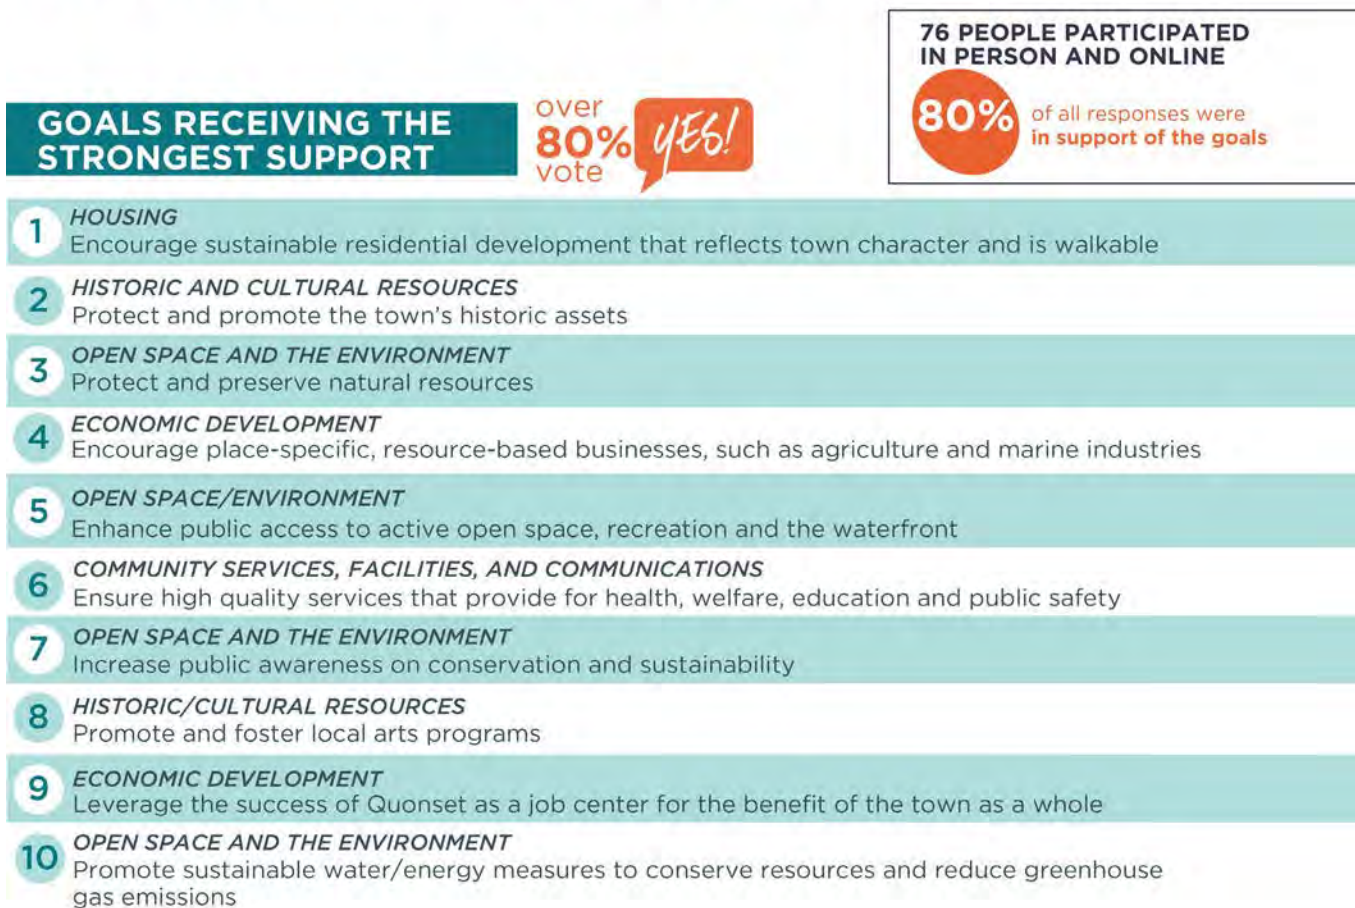 76 PEOPLE PARTICIPATED
IN PERSON AND ONLINE
80%
of all responses were
in support of the goals
GOALS RECEIVING THE
STRONGEST SUPPORT
over
80%
vote
YES!
1
HOUSING
Encourage sustainable residential development that reflects town character and is walkable
2
HISTORIC AND CULTURAL RESOURCES
Protect and promote the town's historic assets
3
OPEN SPACE AND THE ENVIRONMENT
Protect and preserve natural resources
4
ECONOMIC DEVELOPMENT
Encourage place-specific, resource-based businesses, such as agriculture and marine industries
5
OPEN SPACE/ENVIRONMENT
Enhance public access to active open space, recreation and the waterfront
6
COMMUNITY SERVICES, FACILITIES, AND COMMUNICATIONS
Ensure high quality services that provide for health, welfare, education and public safety
7
OPEN SPACE AND THE ENVIRONMENT
Increase public awareness on conservation and sustainability
8
HISTORIC/CULTURAL RESOURCES
Promote and foster local arts programs
9
ECONOMIC DEVELOPMENT
Leverage the success of Quonset as a job center for the benefit of the town as a whole
10
OPEN SPACE AND THE ENVIRONMENT
Promote sustainable water/energy measures to conserve resources and reduce greenhouse
gas emissions